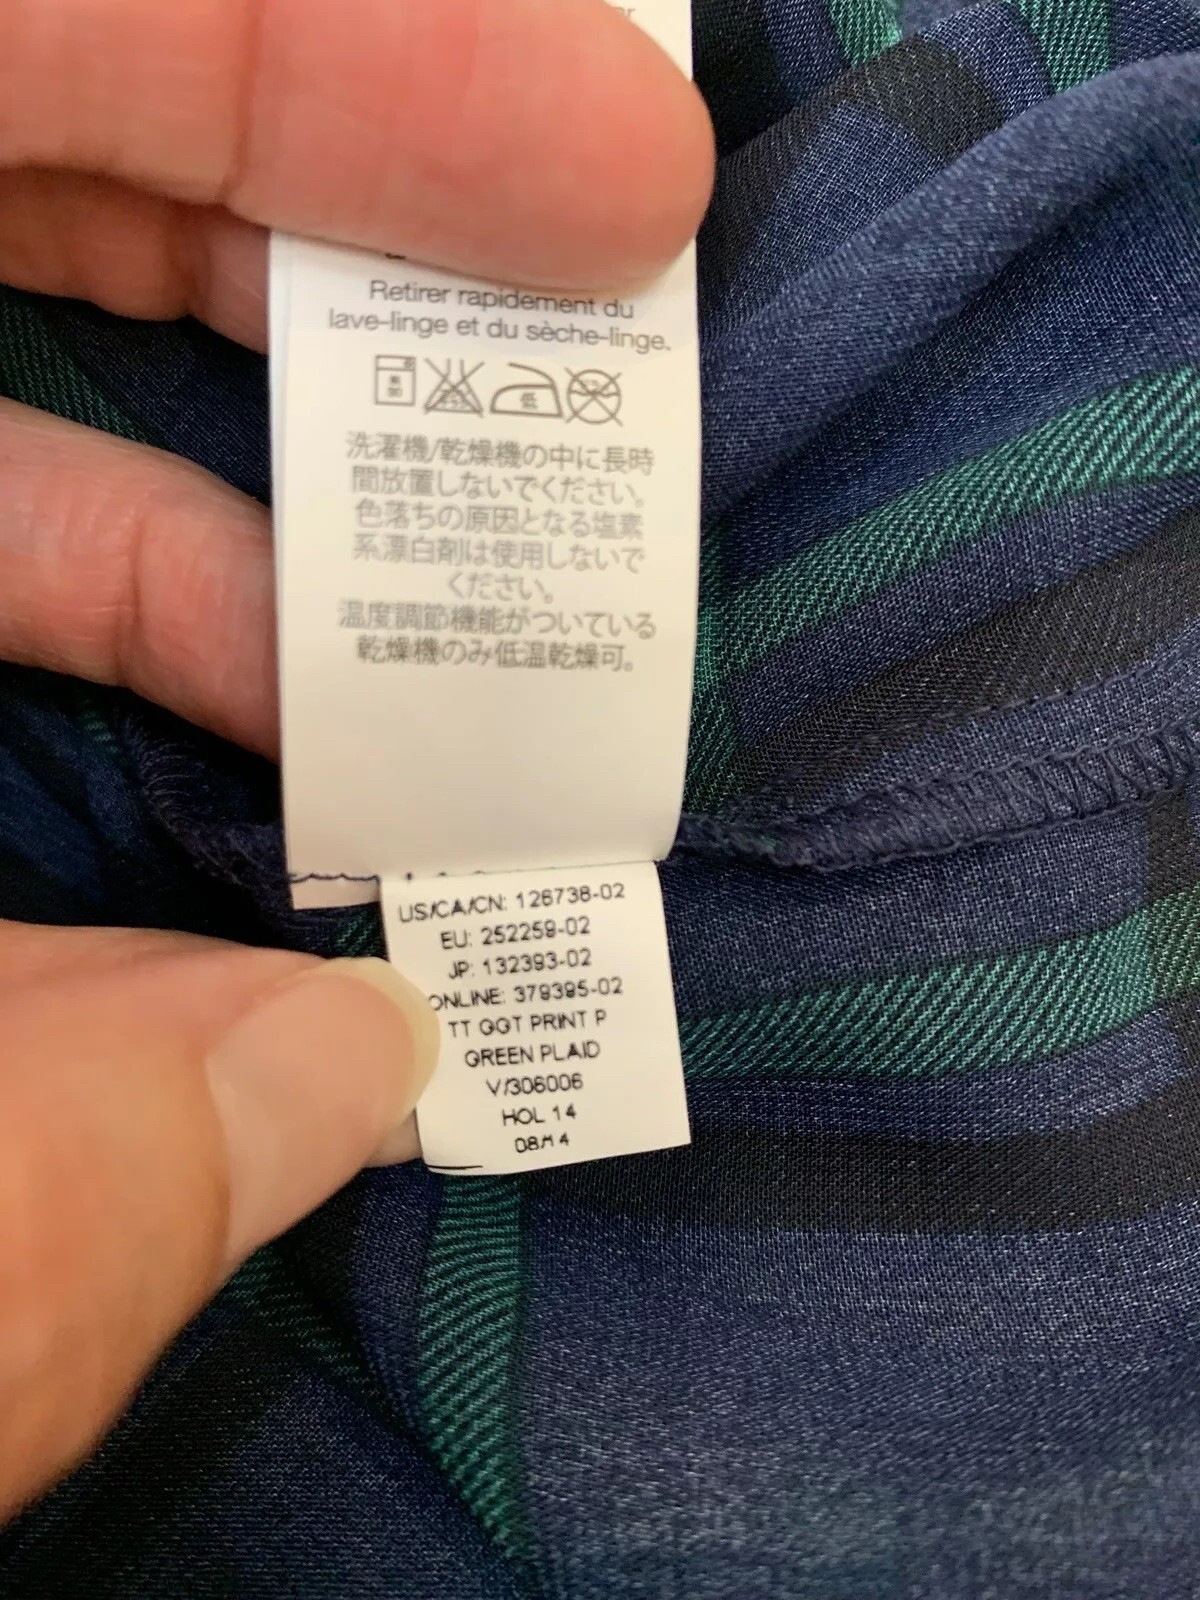 Retirer rapidement du
lave-linge et du sèche-linge.
低
洗濯機/乾燥機の中に長時
間放置しないでください。
色落ちの原因となる塩素
系漂白剤は使用しないで
ください。
温度調節機能がついている
乾燥機のみ低温乾燥可。
US/CA/CN: 126738-02
EU: 252259-02
JP: 132393-02
ONLINE: 379395-02
TT GGT PRINT P
GREEN PLAID
V/306006
HOL 14
08/14